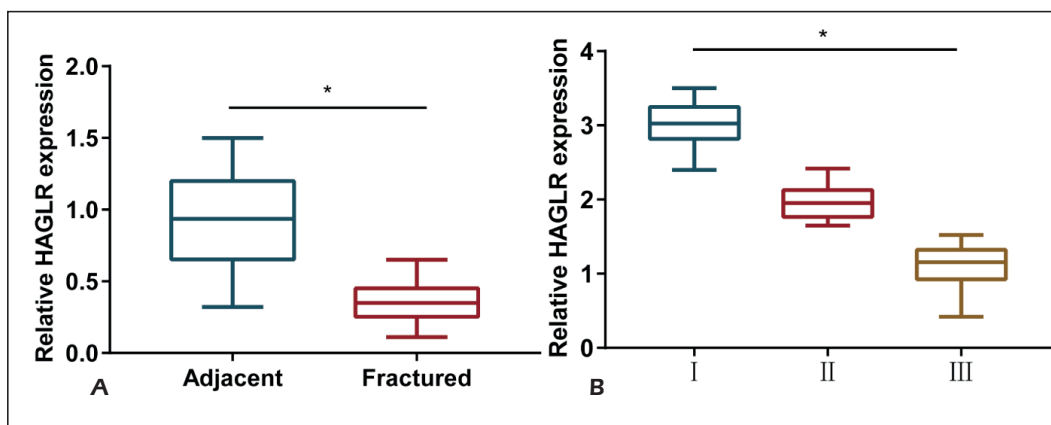 Relative HAGLR expression
2.0
1.5
1.0
0.5
0.0
*
Adjacent Fractured
A
Relative HAGLR expression
4
3
2
1
0
*
I II III
B